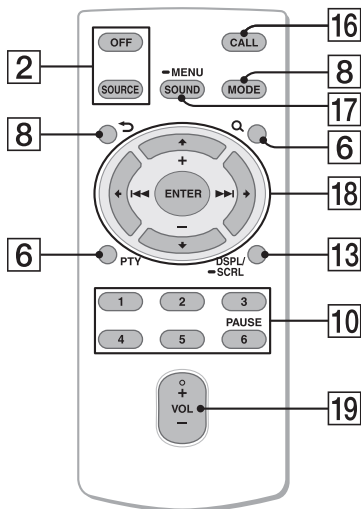 16
OFF
CALL
2
8
- MENU
SOURCE
SOUND
MODE
17
8
6
+
ENTER
18
-
6
PTY
DSPL/
- SCRL
13
1
2
3
10
PAUSE
4
5
6
+
VOL
19
-